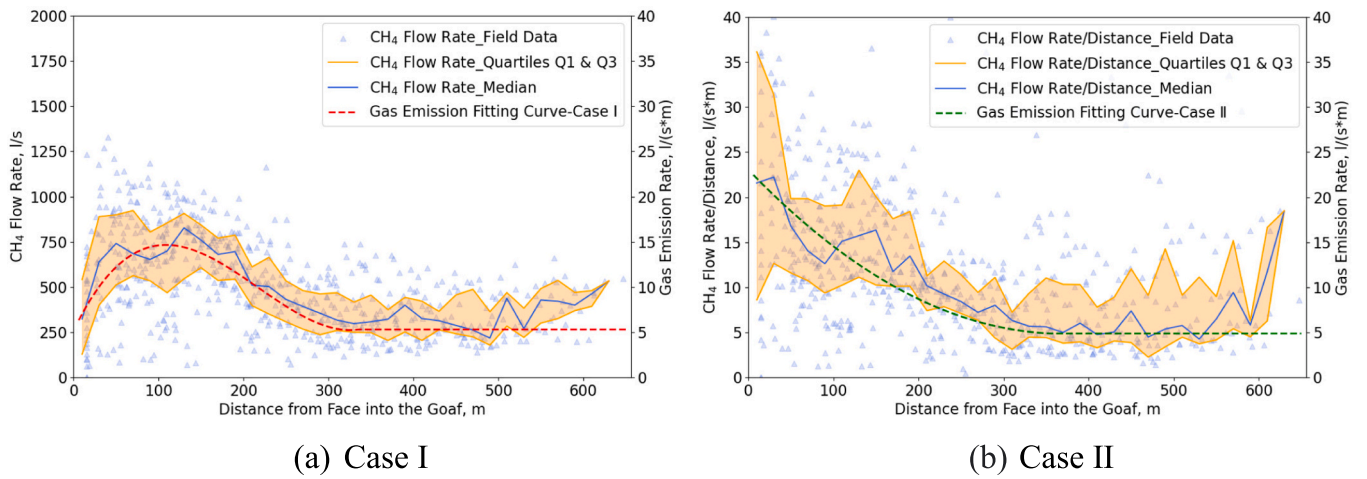 2000
1750
1500
1250
1000
750
500
250
0
CH₄ Flow Rate, l/s
0 100 200 300 400 500 600
Distance from Face into the Goaf, m
40
35
30
25
20
15
10
5
0
Gas Emission Rate, l/(s*m)
CH₄ Flow Rate_Field Data
CH₄ Flow Rate_Quartiles Q1 & Q3
CH₄ Flow Rate_Median
Gas Emission Fitting Curve-Case Ⅰ
(a) Case I
40
35
30
25
20
15
10
5
0
CH₄ Flow Rate/Distance, l/(s*m)
0 100 200 300 400 500 600
Distance from Face into the Goaf, m
40
35
30
25
20
15
10
5
0
Gas Emission Rate, l/(s*m)
CH₄ Flow Rate/Distance_Field Data
CH₄ Flow Rate/Distance_Quartiles Q1 & Q3
CH₄ Flow Rate/Distance_Median
Gas Emission Fitting Curve-Case Ⅱ
(b) Case II